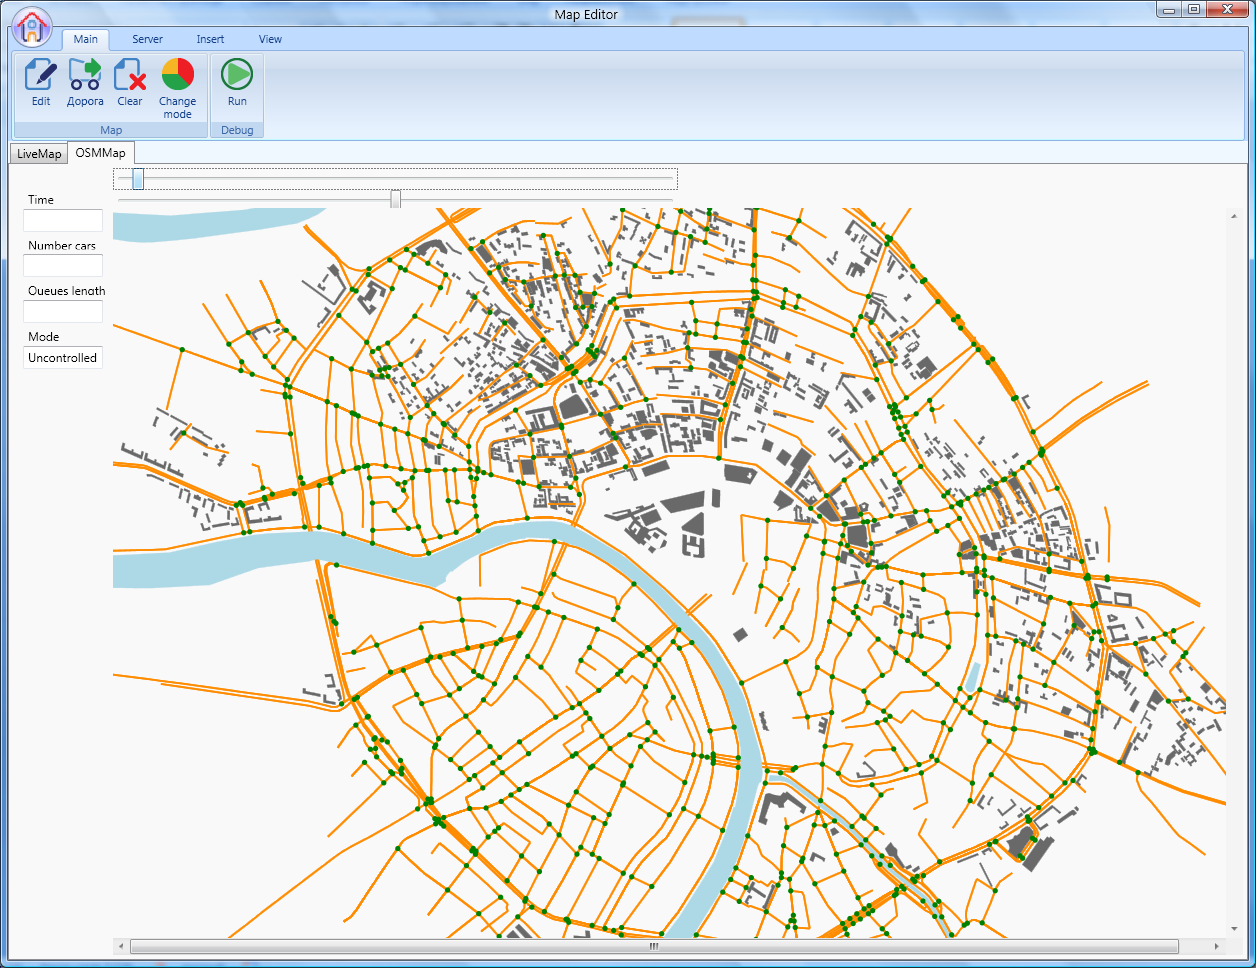 Map Editor
Main Server Insert View
Edit Дорога Clear Change mode Run
Map Debug
LiveMap OSMMap
Time
Number cars
Queues length
Mode
Uncontrolled